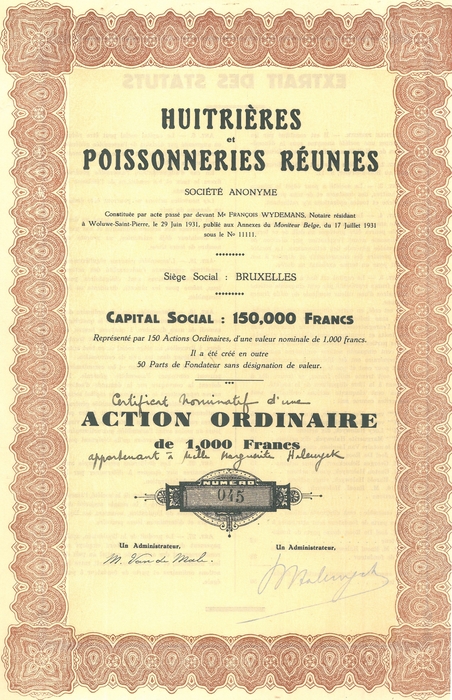 HUITRIÈRES
et
POISSONNERIES RÉUNIES
SOCIÉTÉ ANONYME
Constituée par acte passé par devant Me FRANÇOIS WYDEMANS, Notaire résidant
à Woluwe-Saint-Pierre, le 29 Juin 1931, publié aux Annexes du Moniteur Belge, du 17 Juillet 1931
sous le No 11111.
Siège Social : BRUXELLES
CAPITAL SOCIAL : 150,000 FRANCS
Représenté par 150 Actions Ordinaires, d'une valeur nominale de 1.000 francs.
Il a été créé en outre
50 Parts de Fondateur sans désignation de valeur.
Certificat Nominatif d'une
ACTION ORDINAIRE
de 1,000 Francs
appartenant à Melle Marguerite
NUMERO
045
Un Administrateur. Un Administrateur.
M. Van de Male.
EXTRAIT DES STATUTS